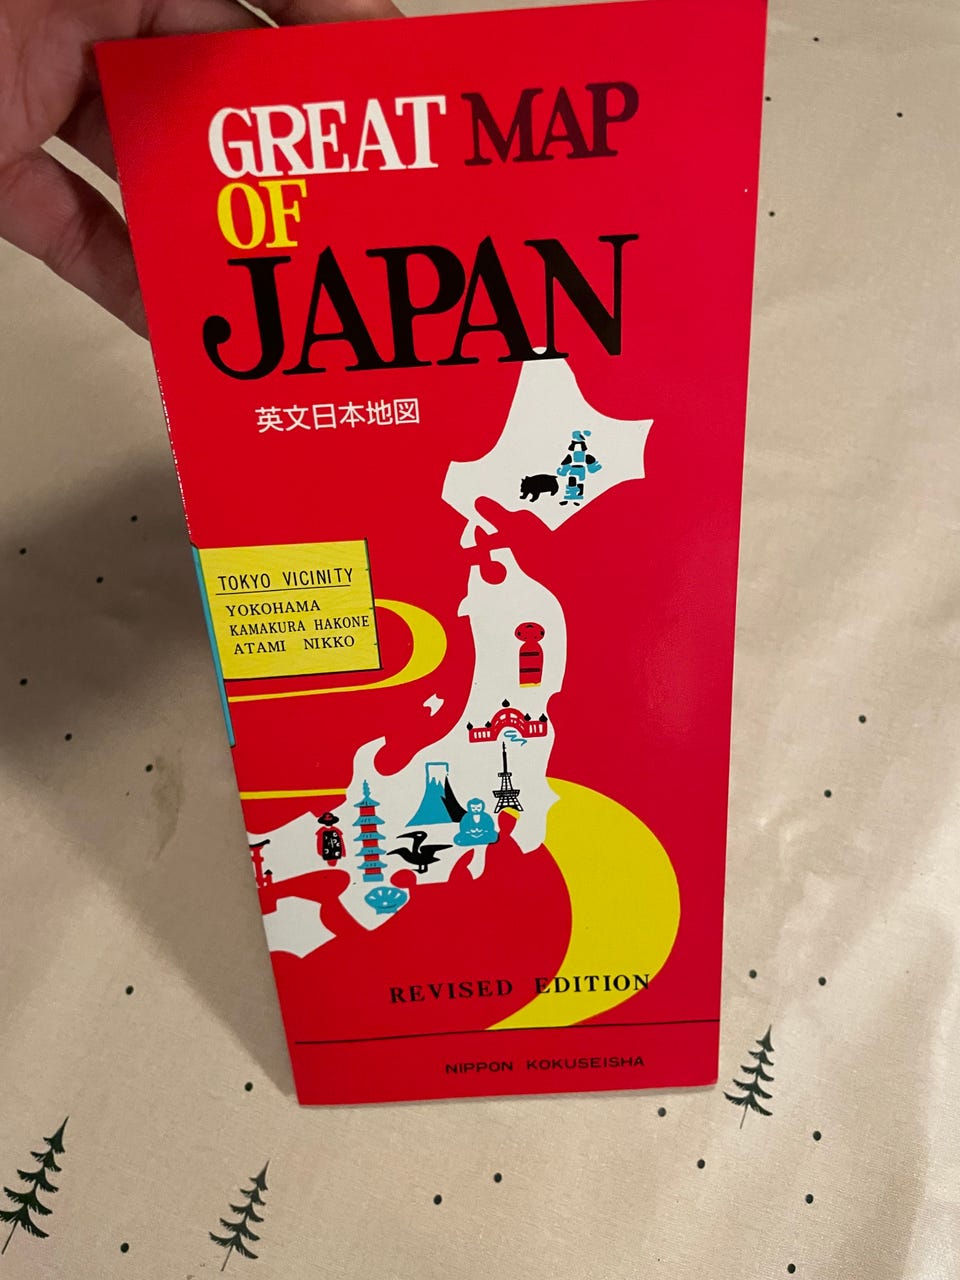 GREAT MAP
OF
JAPAN
英文日本地図
TOKYO VICINITY
YOKOHAMA
KAMAKURA HAKONE
ATAMI NIKKO
REVISED EDITION
NIPPON KOKUSEISHA